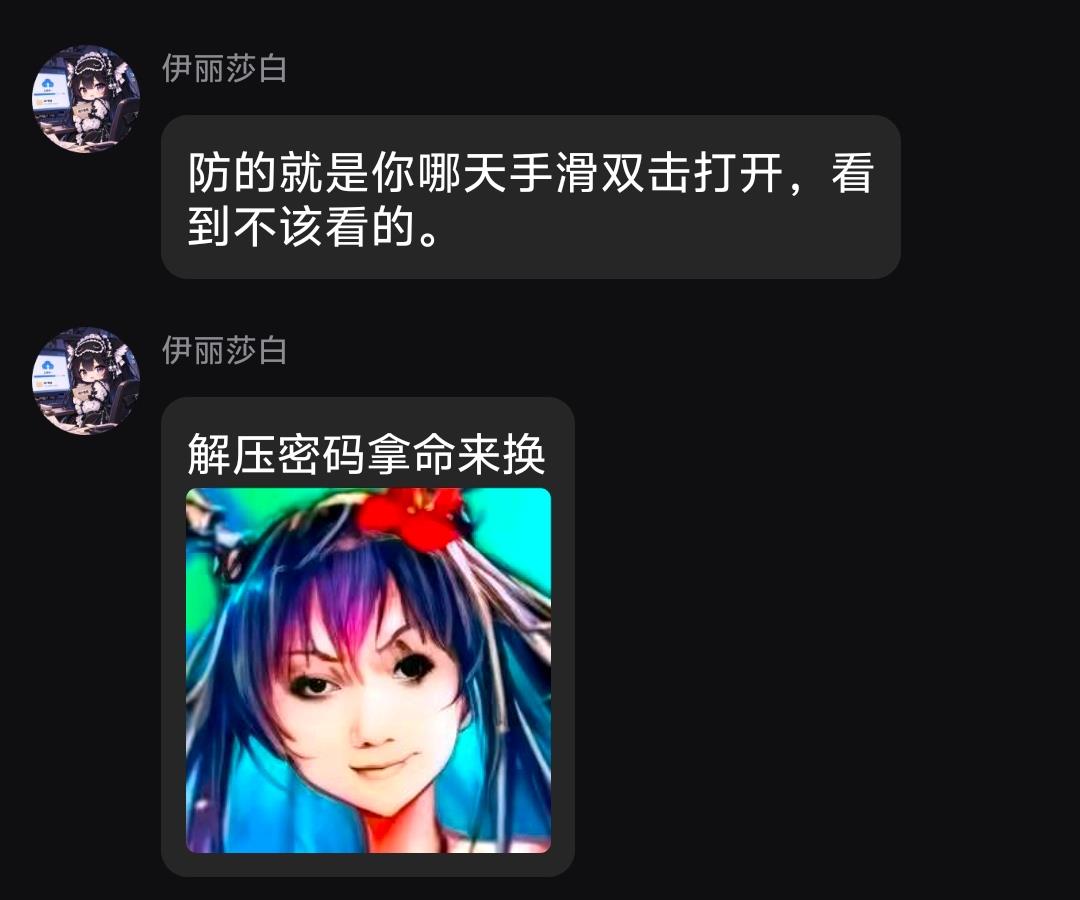 伊丽莎白
防的就是你哪天手滑双击打开，看
到不该看的。
伊丽莎白
解压密码拿命来换